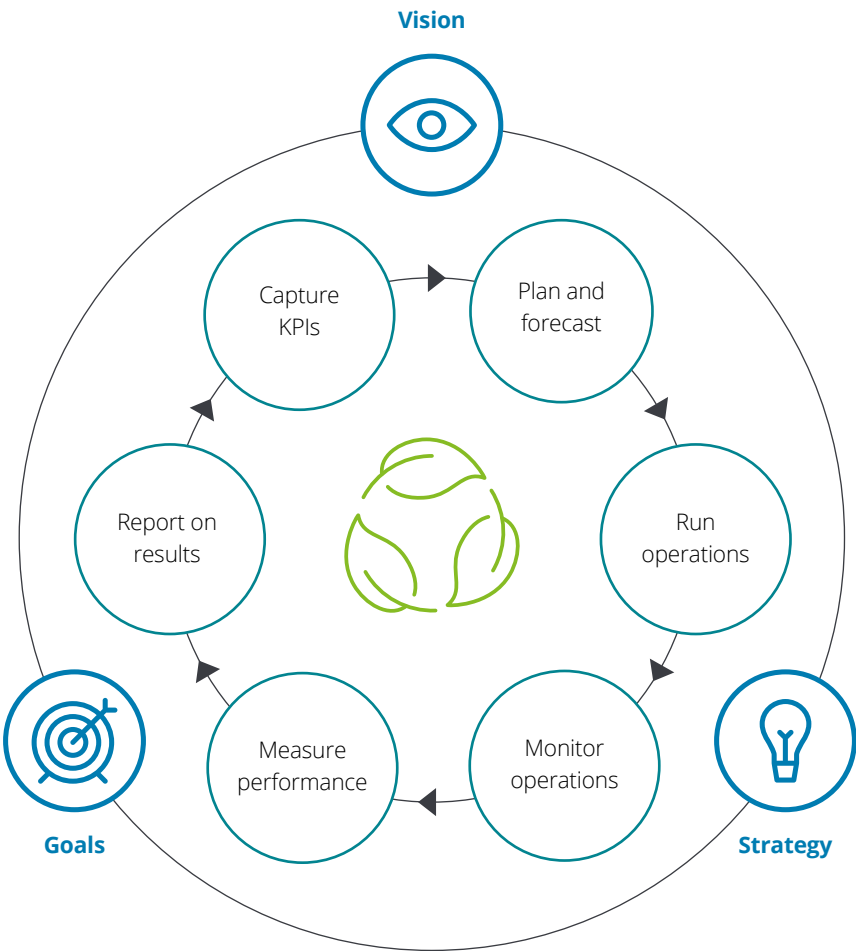 Vision
Capture
KPIs
Plan and
forecast
Report on
results
Run
operations
Measure
performance
Monitor
operations
Goals
Strategy